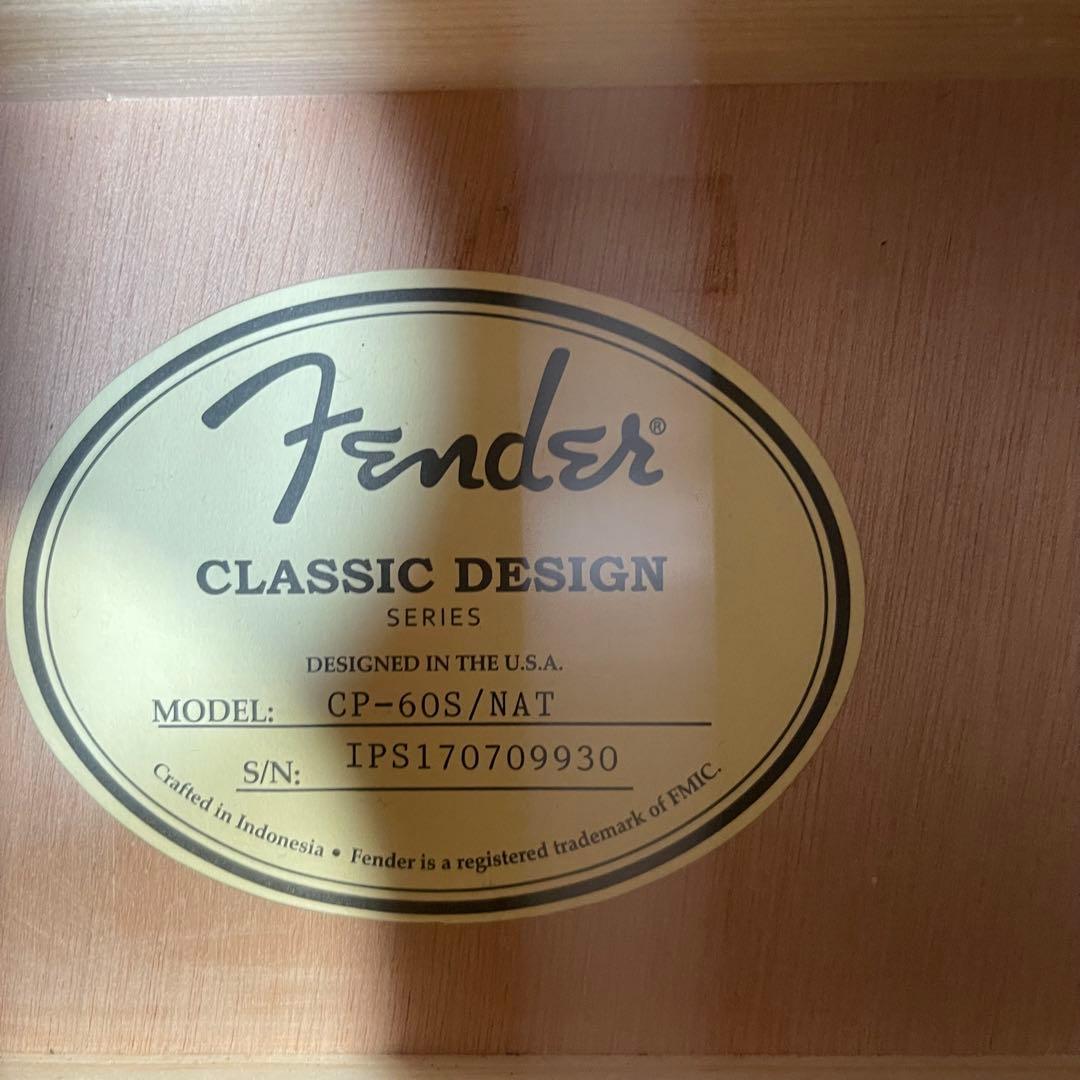 Fender®
CLASSIC DESIGN
SERIES
DESIGNED IN THE U.S.A.
MODEL: CP-60S/NAT
S/N: IPS170709930
Crafted in Indonesia • Fender is a registered trademark of FMIC.